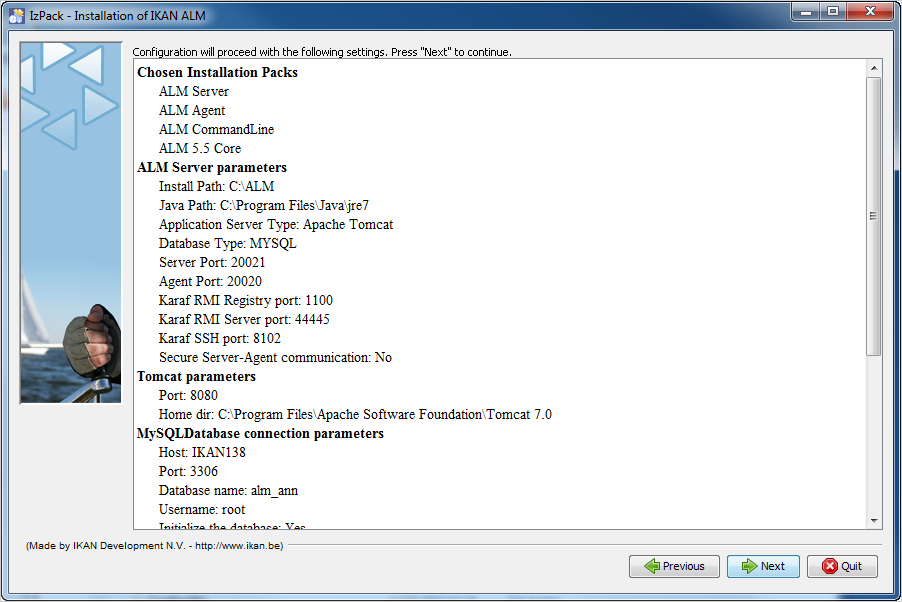 IzPack - Installation of IKAN ALM
Configuration will proceed with the following settings. Press "Next" to continue.
Chosen Installation Packs
ALM Server
ALM Agent
ALM CommandLine
ALM 5.5 Core
ALM Server parameters
Install Path: C:\ALM
Java Path: C:\Program Files\Java\jre7
Application Server Type: Apache Tomcat
Database Type: MYSQL
Server Port: 20021
Agent Port: 20020
Karaf RMI Registry port: 1100
Karaf RMI Server port: 44445
Karaf SSH port: 8102
Secure Server-Agent communication: No
Tomcat parameters
Port: 8080
Home dir: C:\Program Files\Apache Software Foundation\Tomcat 7.0
MySQLDatabase connection parameters
Host: IKAN138
Port: 3306
Database name: alm_ann
Username: root
Initialize the database: Yes
(Made by IKAN Development N.V. - http://www.ikan.be)
Previous
Next
Quit